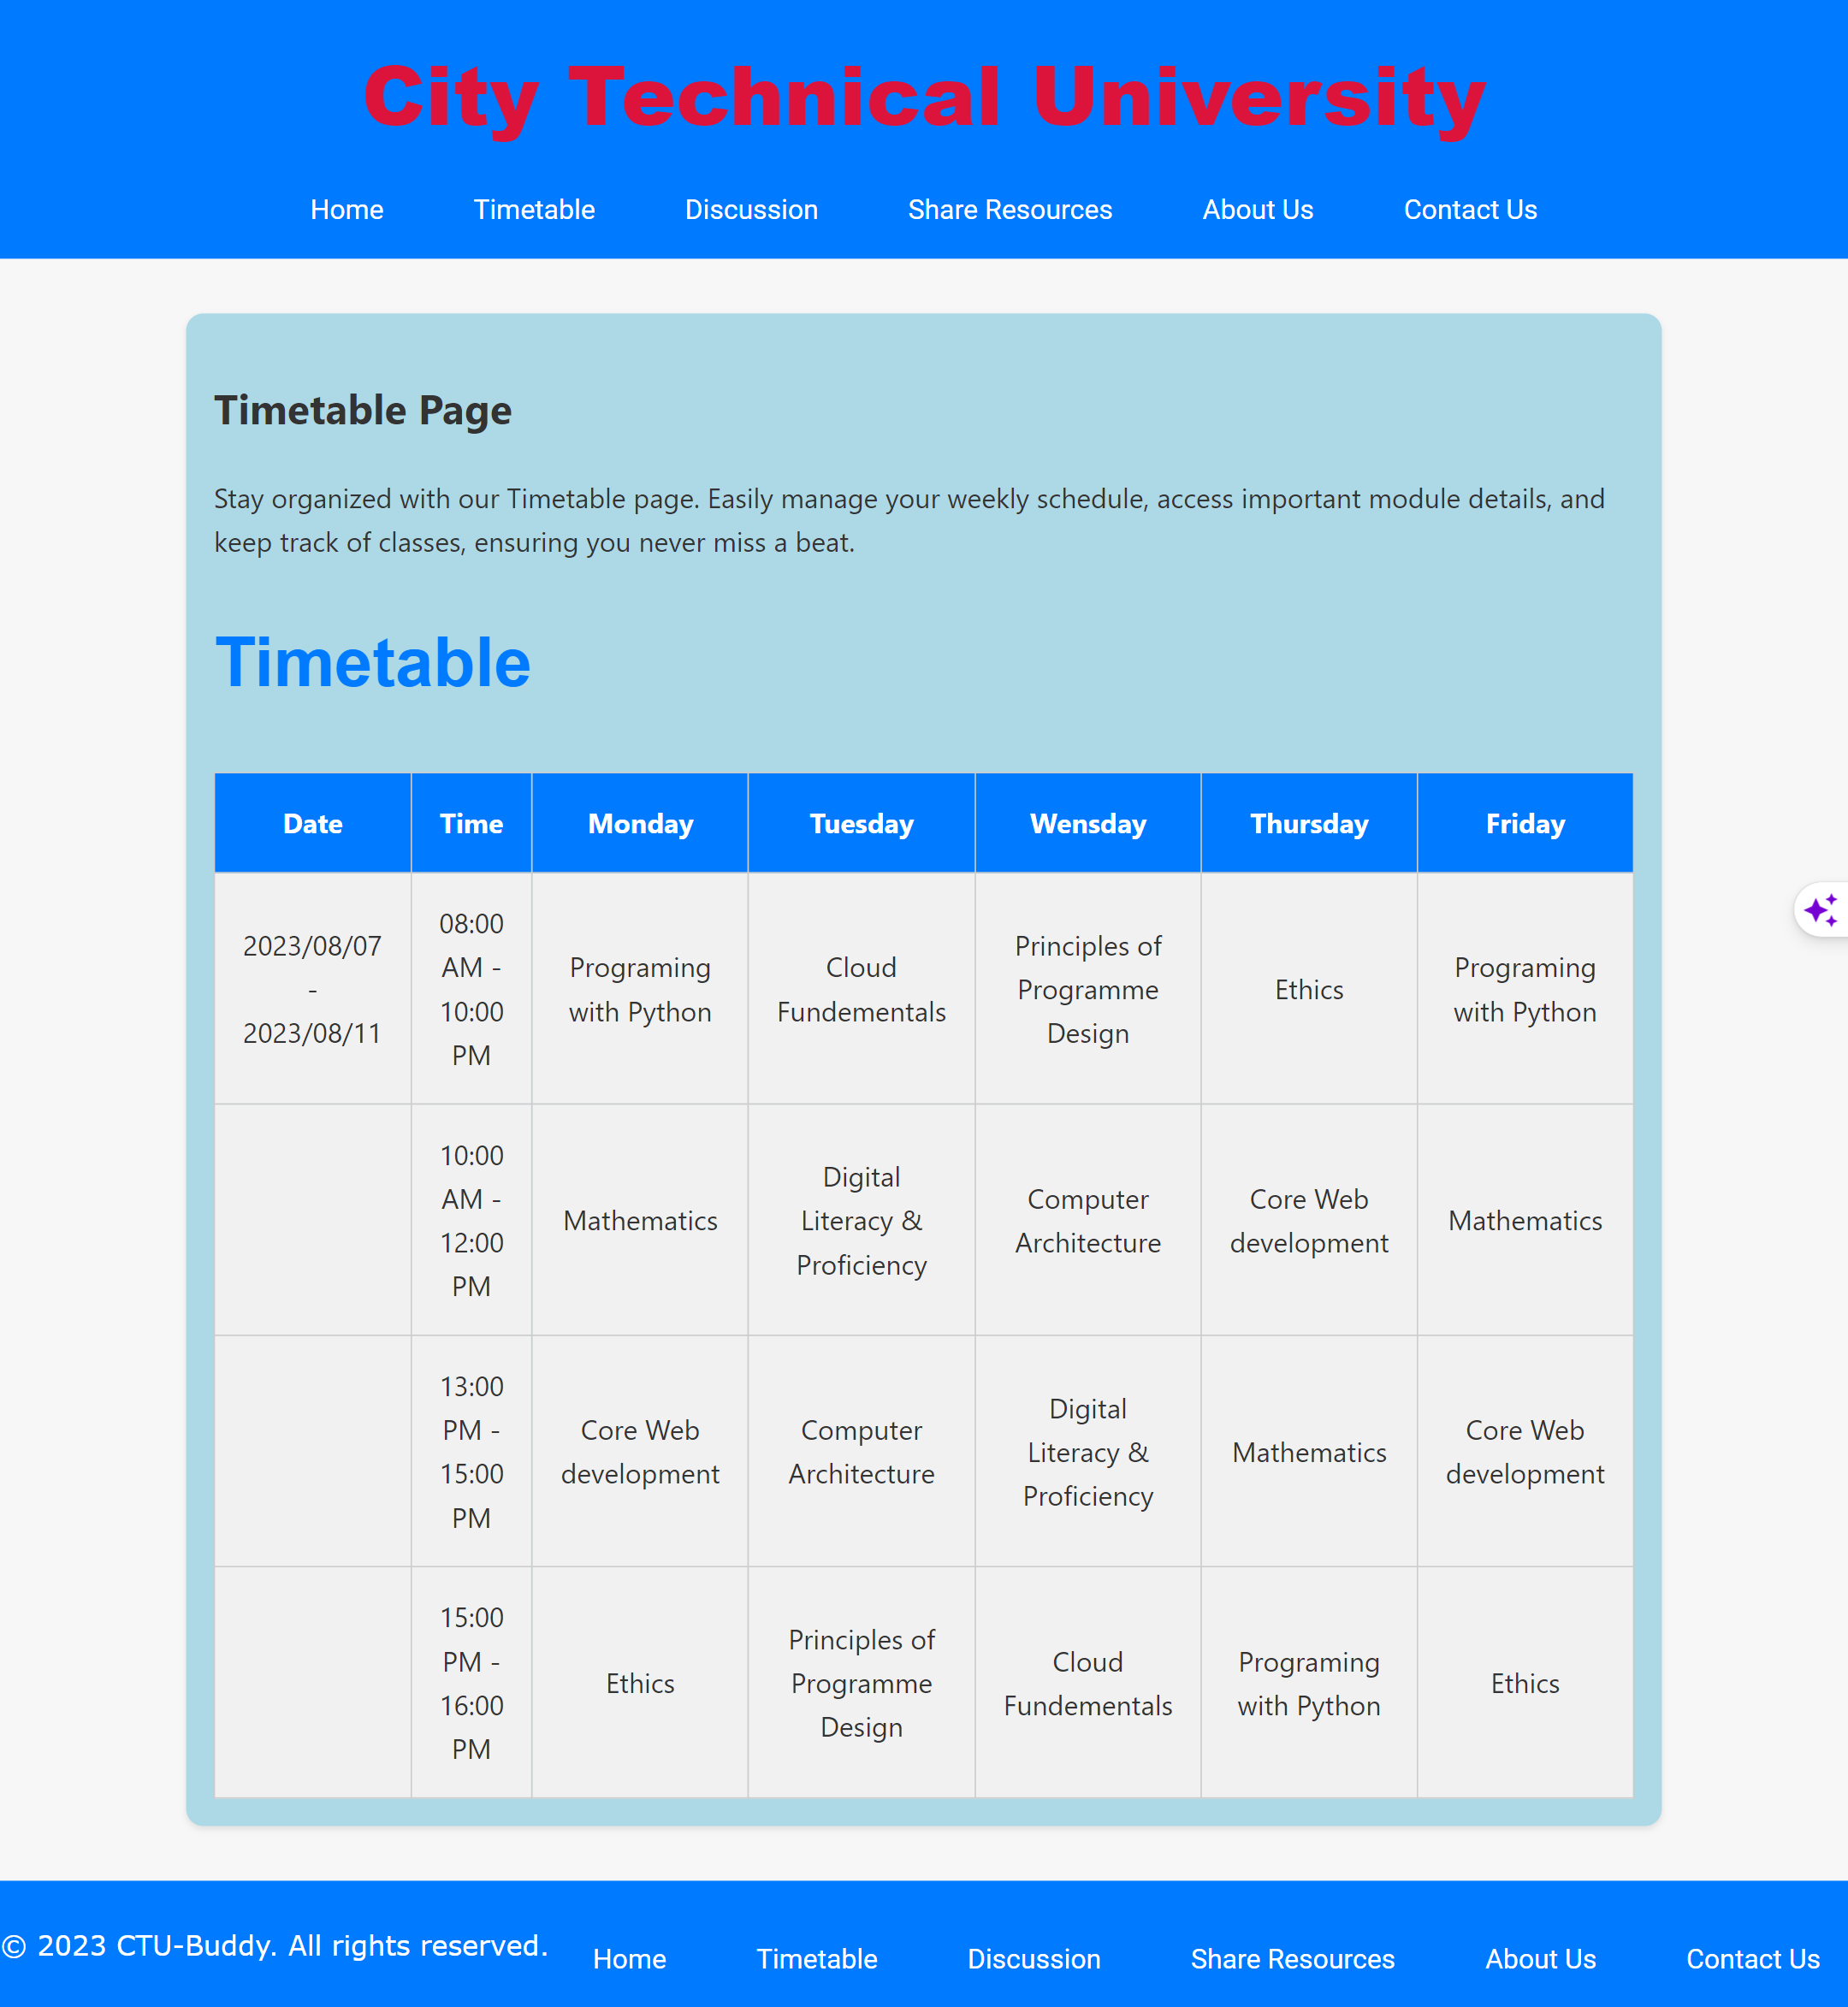 City Technical University
Home Timetable Discussion Share Resources About Us Contact Us
Timetable Page
Stay organized with our Timetable page. Easily manage your weekly schedule, access important module details, and
keep track of classes, ensuring you never miss a beat.
Timetable
Date Time Monday Tuesday Wensday Thursday Friday
2023/08/07
-
2023/08/11
08:00
AM -
10:00
PM
Programing
with Python
Cloud
Fundementals
Principles of
Programme
Design
Ethics
Programing
with Python
10:00
AM -
12:00
PM
Mathematics
Digital
Literacy &
Proficiency
Computer
Architecture
Core Web
development
Mathematics
13:00
PM -
15:00
PM
Core Web
development
Computer
Architecture
Digital
Literacy &
Proficiency
Mathematics
Core Web
development
15:00
PM -
16:00
PM
Ethics
Principles of
Programme
Design
Cloud
Fundementals
Programing
with Python
Ethics
© 2023 CTU-Buddy. All rights reserved.
Home Timetable Discussion Share Resources About Us Contact Us